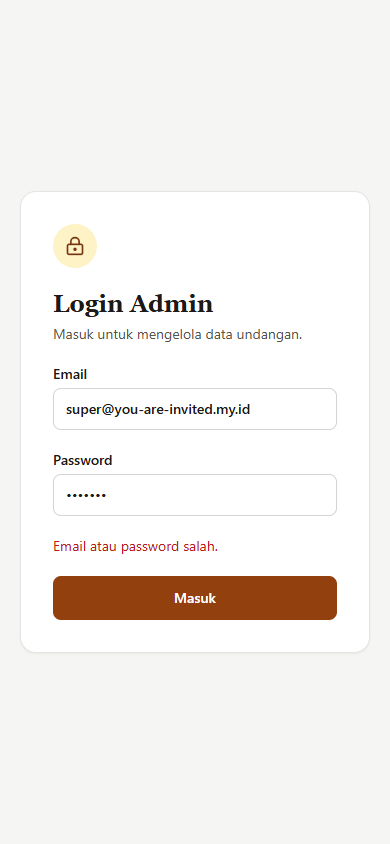 Login Admin
Masuk untuk mengelola data undangan.
Email
super@you-are-invited.my.id
Password
•••••••
Email atau password salah.
Masuk